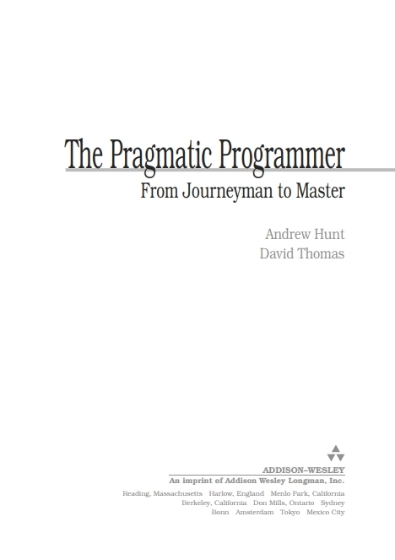 The Pragmatic Programmer
From Journeyman to Master
Andrew Hunt
David Thomas
ADDISON–WESLEY
An imprint of Addison Wesley Longman, Inc.
Reading, Massachusetts Harlow, England Menlo Park, California
Berkeley, California Don Mills, Ontario Sydney
Bonn Amsterdam Tokyo Mexico City